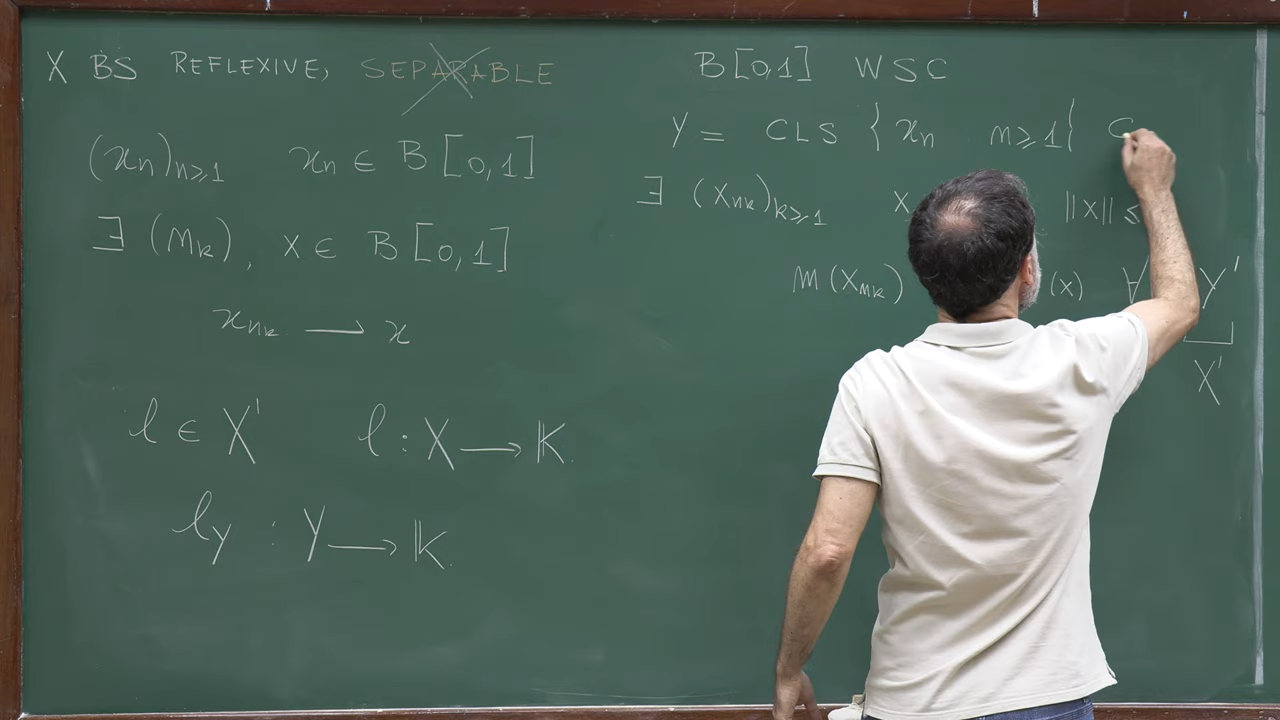 X BS REFLEXIVE, SEPARABLE
(xₙ)ₙ≥₁ xₙ ∈ B[0,1]
∃ (nₖ), x ∈ B[0,1]
xₙₖ ⟶ x
ℓ ∈ X' ℓ : X ⟶ 𝕂.
ℓ_Y : Y ⟶ 𝕂.
B[0,1] WSC
Y = CLS { xₙ n ≥ 1 } C
∃ (xₙₖ)ₖ≥₁ x ‖x‖ ≤
m(xₙₖ) (x) ∀ Y'
X'